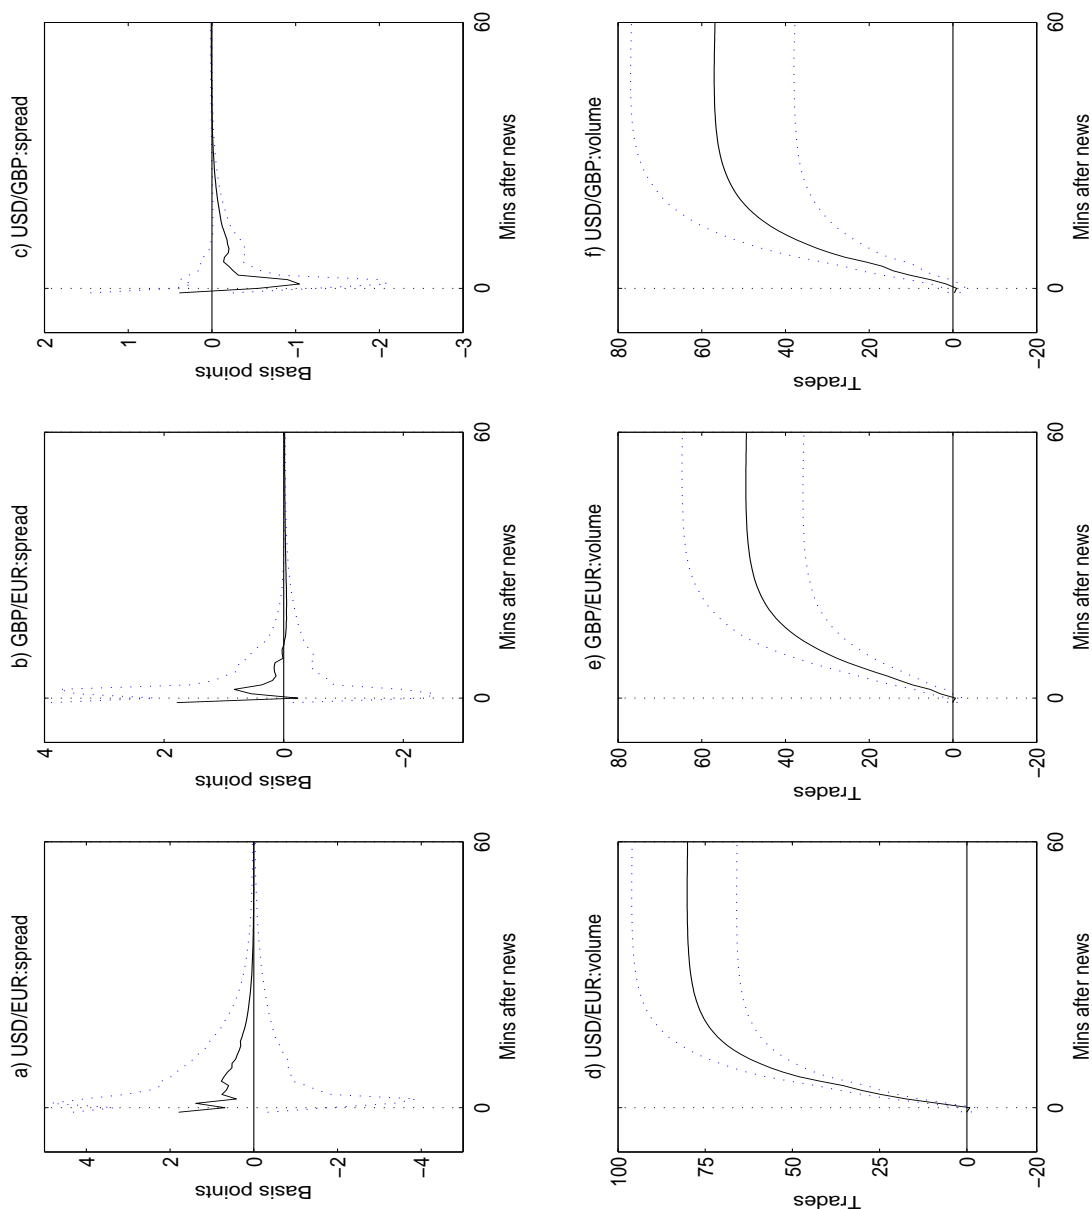 a) USD/EUR:spread
4
2
0
−2
−4
Basis points
0
60
Mins after news
b) GBP/EUR:spread
4
2
0
−2
Basis points
0
60
Mins after news
c) USD/GBP:spread
2
1
0
−1
−2
−3
Basis points
0
60
Mins after news
d) USD/EUR:volume
100
75
50
25
0
−20
Trades
0
60
Mins after news
e) GBP/EUR:volume
80
60
40
20
0
−20
Trades
0
60
Mins after news
f) USD/GBP:volume
80
60
40
20
0
−20
Trades
0
60
Mins after news